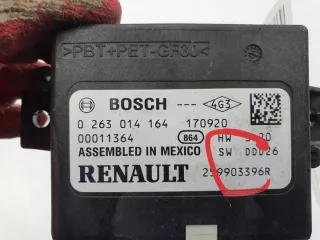 >PBT+PET-GF30<
BOSCH --- 4G3
0 263 014 164 170920
00011364 864 HW
ASSEMBLED IN MEXICO SW DD026
RENAULT 259903396R